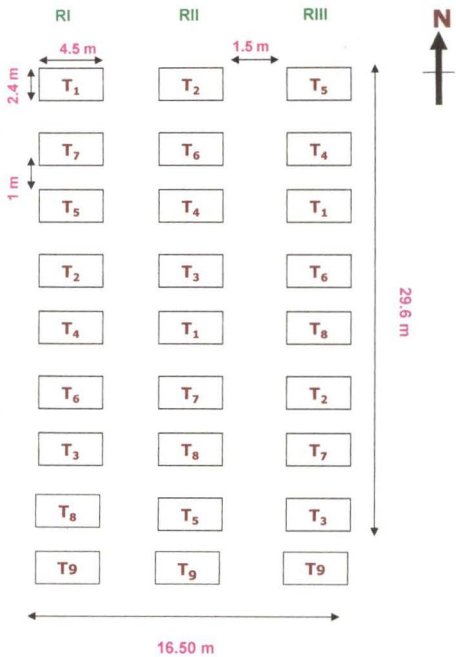 RI RII RIII N
4.5 m 1.5 m
2.4 m
T₁ T₂ T₅
T₇ T₆ T₄
1 m
T₅ T₄ T₁
T₂ T₃ T₆
29.6 m
T₄ T₁ T₈
T₆ T₇ T₂
T₃ T₈ T₇
T₈ T₅ T₃
T9 T₉ T9
16.50 m